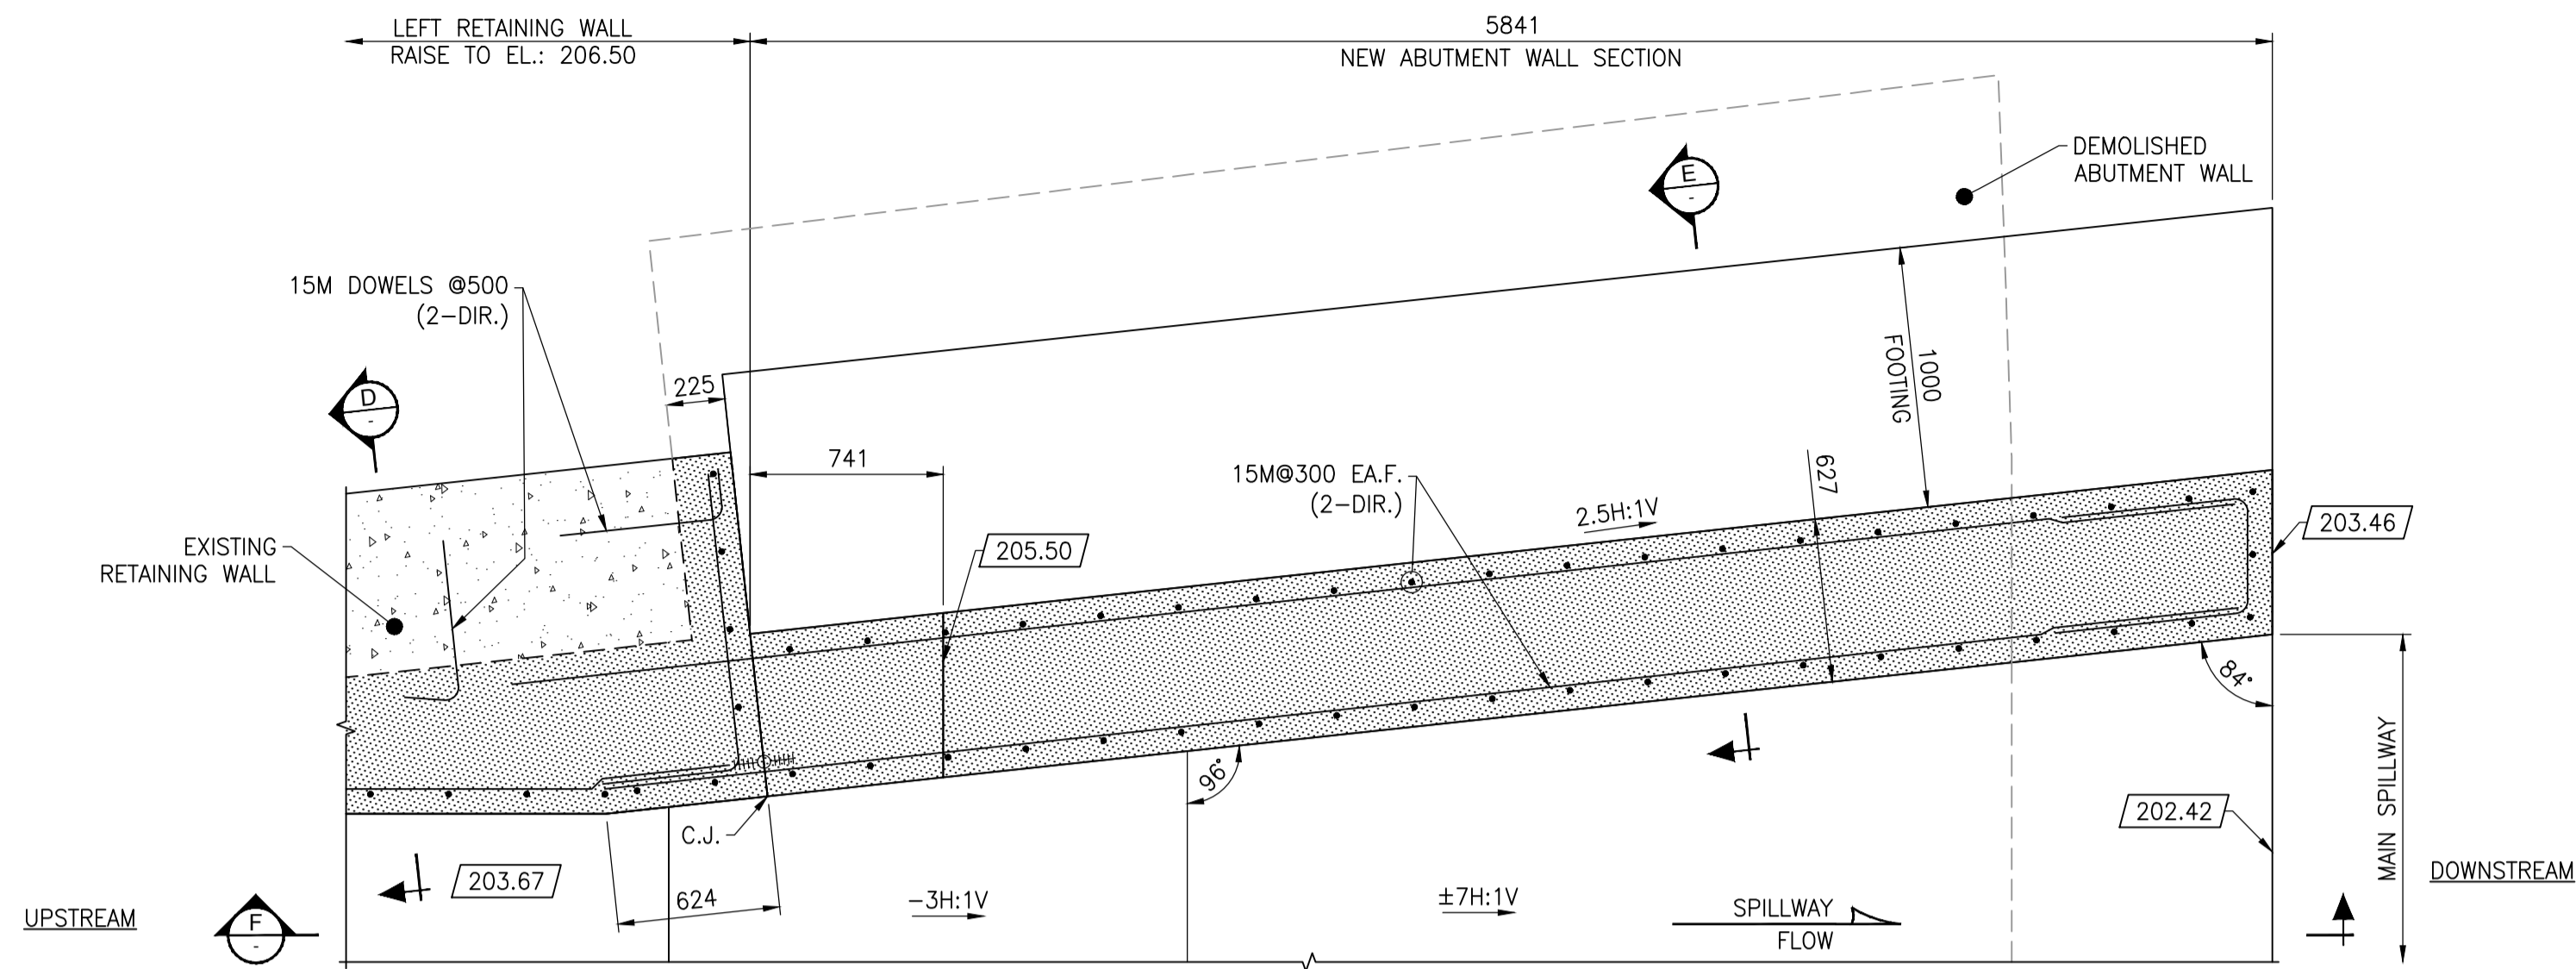 LEFT RETAINING WALL
RAISE TO EL.: 206.50
5841
NEW ABUTMENT WALL SECTION
DEMOLISHED
ABUTMENT WALL
E
-
15M DOWELS @500
(2-DIR.)
225
D
-
1000
FOOTING
741
15M@300 EA.F.
(2-DIR.)
627
2.5H:1V
203.46
EXISTING
RETAINING WALL
205.50
84°
96°
MAIN SPILLWAY
202.42
C.J.
203.67
624
-3H:1V
±7H:1V
SPILLWAY
FLOW
DOWNSTREAM
UPSTREAM
F
-